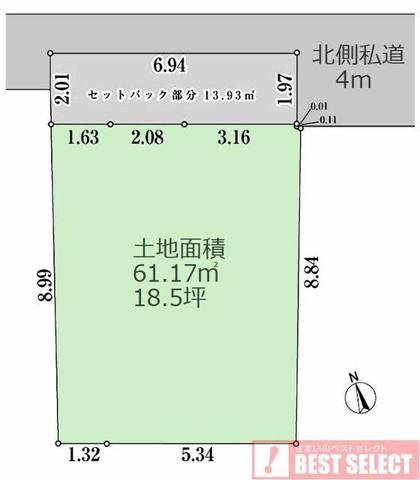 北側私道
4m
6.94
2.01
セットバック部分 13.93㎡
1.97
0.01
0.11
1.63
2.08
3.16
土地面積
61.17㎡
18.5坪
8.99
8.84
1.32
5.34
住まいのベストセレクト
BEST SELECT